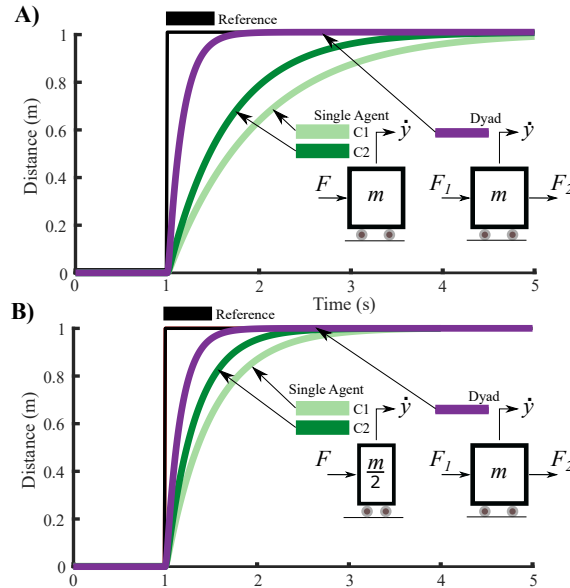 A)
Reference
1
0.8
0.6
0.4
0.2
0
Distance (m)
Single Agent
C1
C2
Dyad
ẏ
ẏ
F
m
F₁
m
F₂
1
2
3
4
5
Time (s)
B)
Reference
1
0.8
0.6
0.4
0.2
0
Distance (m)
Single Agent
C1
C2
Dyad
ẏ
ẏ
F
m
2
F₁
m
F₂
0
1
2
3
4
5